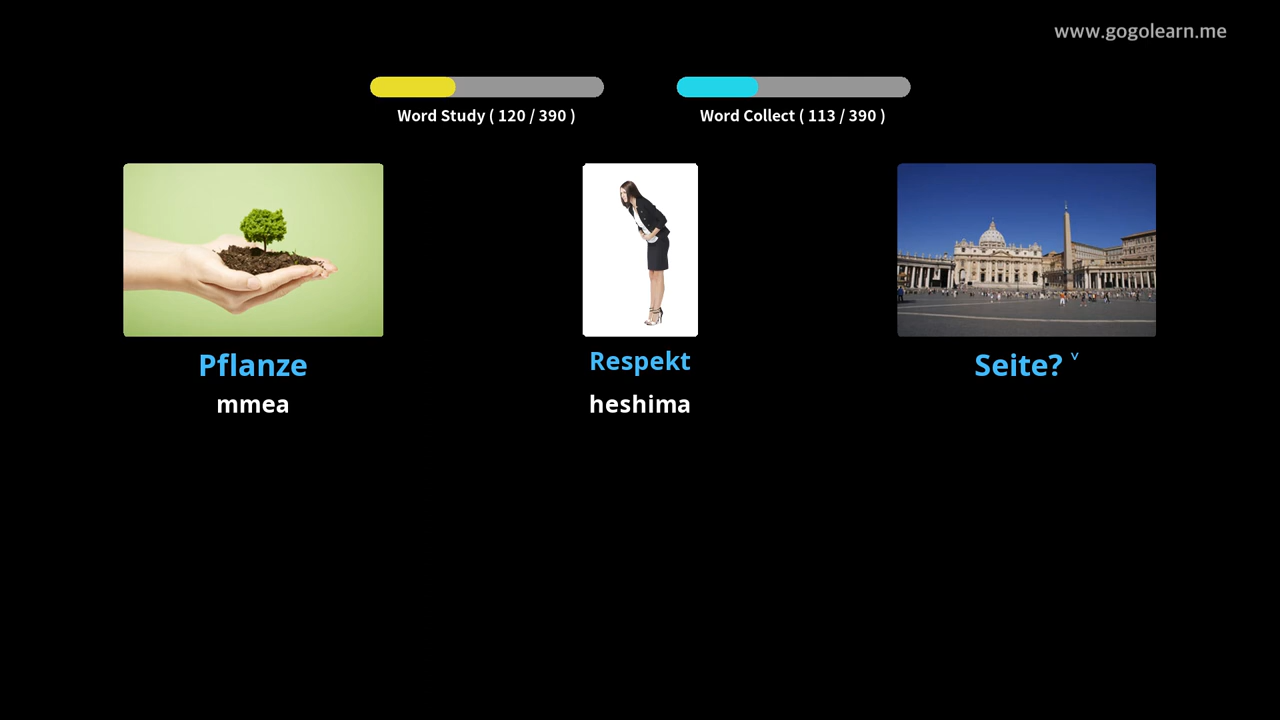 www.gogolearn.me
Word Study ( 120 / 390 )
Word Collect ( 113 / 390 )
Pflanze
mmea
Respekt
heshima
Seite? v